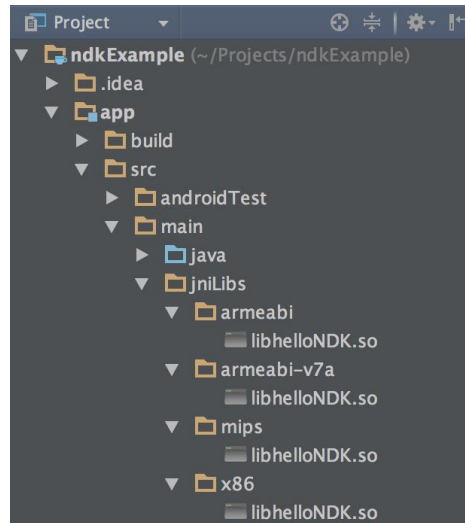 Project
ndkExample (~/Projects/ndkExample)
.idea
app
build
src
androidTest
main
java
jniLibs
armeabi
libhelloNDK.so
armeabi-v7a
libhelloNDK.so
mips
libhelloNDK.so
x86
libhelloNDK.so